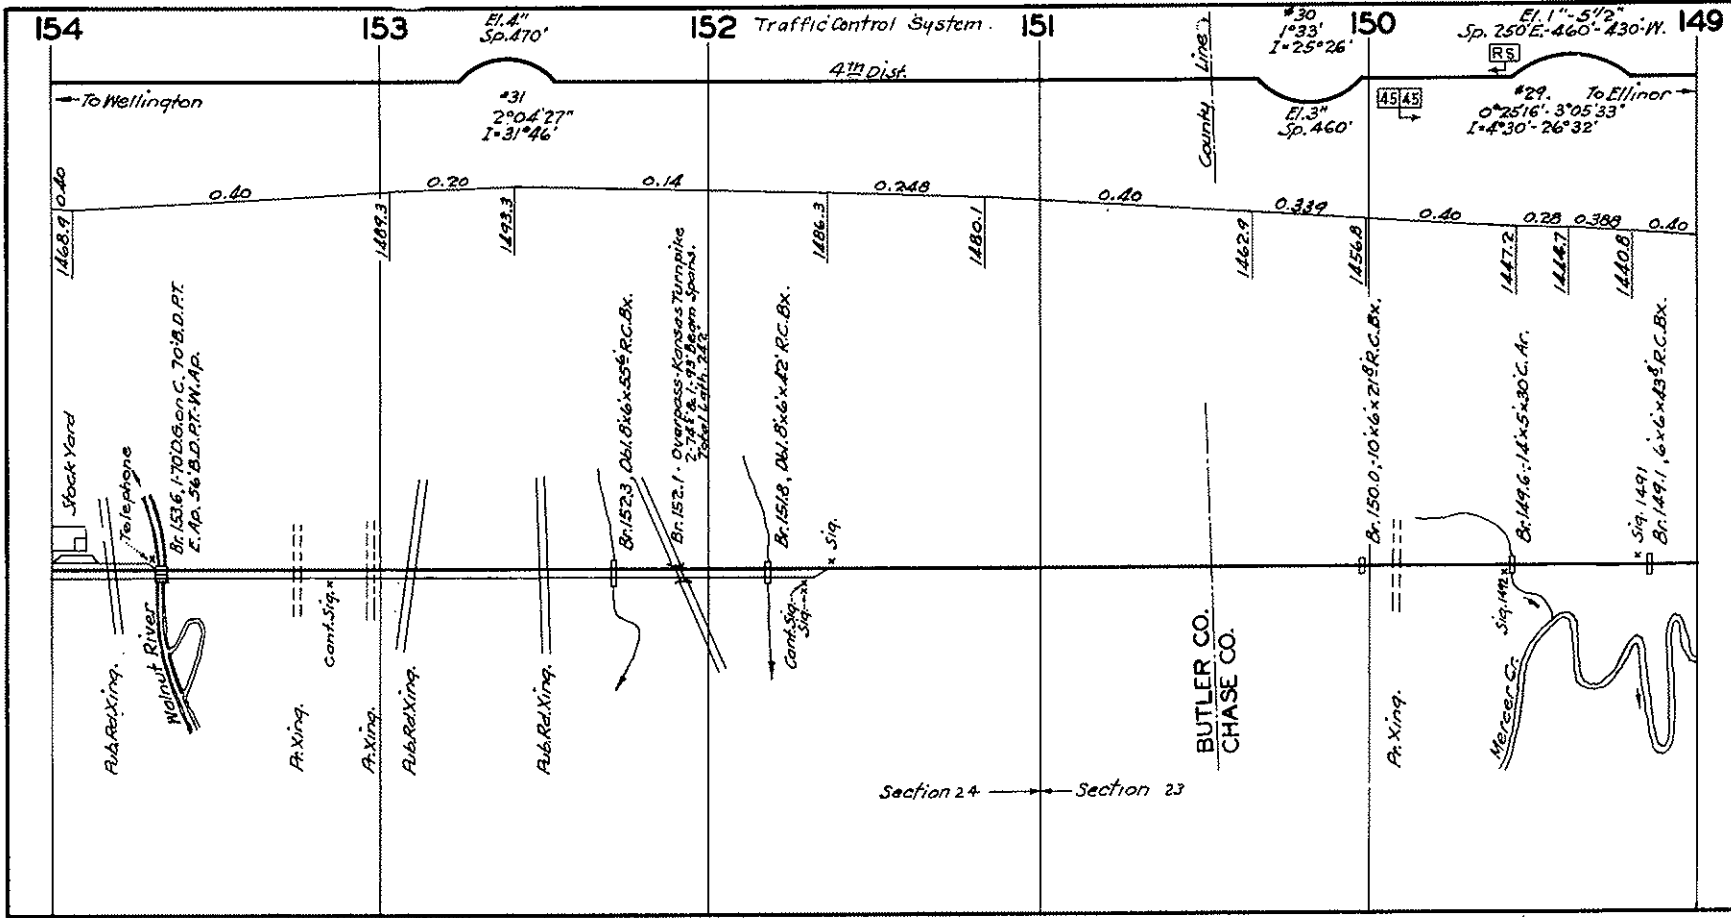 154
153
152
151
150
149
El. 4"
Sp. 470'
Traffic Control System.
#30
1°33'
I=25°26'
El. 1"-5 1/2"
Sp. 250'E.-460'-430'-W.
RS
4th Dist.
County Line
To Wellington
#31
2°04'27"
I=31°46'
El. 3"
Sp. 460'
45 45
#29.
0°25'16'-3°05'33"
I=4°30'-26°32'
To Ellinor
0.40
0.40
0.20
0.14
0.248
0.40
0.339
0.40
0.28
0.388
0.40
1468.9
1489.3
1493.3
1486.3
1480.1
1462.9
1456.8
1447.2
1444.7
1440.8
Stock Yard
Telephone
Br. 153.6, 1-70' D.G. on C. 70' B.D.P.T.
E. Ap. 56' B.D.P.T.-W. Ap.
Br. 152.3, Dbl. 8'x6'x55⁶ R.C. Bx.
Br. 152.1. Overpass-Kansas Turnpike
Total Lgth. 242'
Br. 151.8, Dbl. 8'x6'x42' R.C. Bx.
Sig.
Br. 150.0,-10'x6'x21⁸' R.C. Bx.
Br. 149.6-14'x5'x30' C. Ar.
Sig. 1491
Br. 149.1, 6'x6'x43⁸' R.C. Bx.
Pub. Rd. Xing.
Walnut River
Pr. Xing.
Cont. Sig.
Pr. Xing.
Pub. Rd. Xing.
Pub. Rd. Xing.
Cont. Sig.
Sig.
BUTLER CO.
CHASE CO.
Pr. Xing.
Sig. 1492
Mercer Cr.
Section 24
Section 23